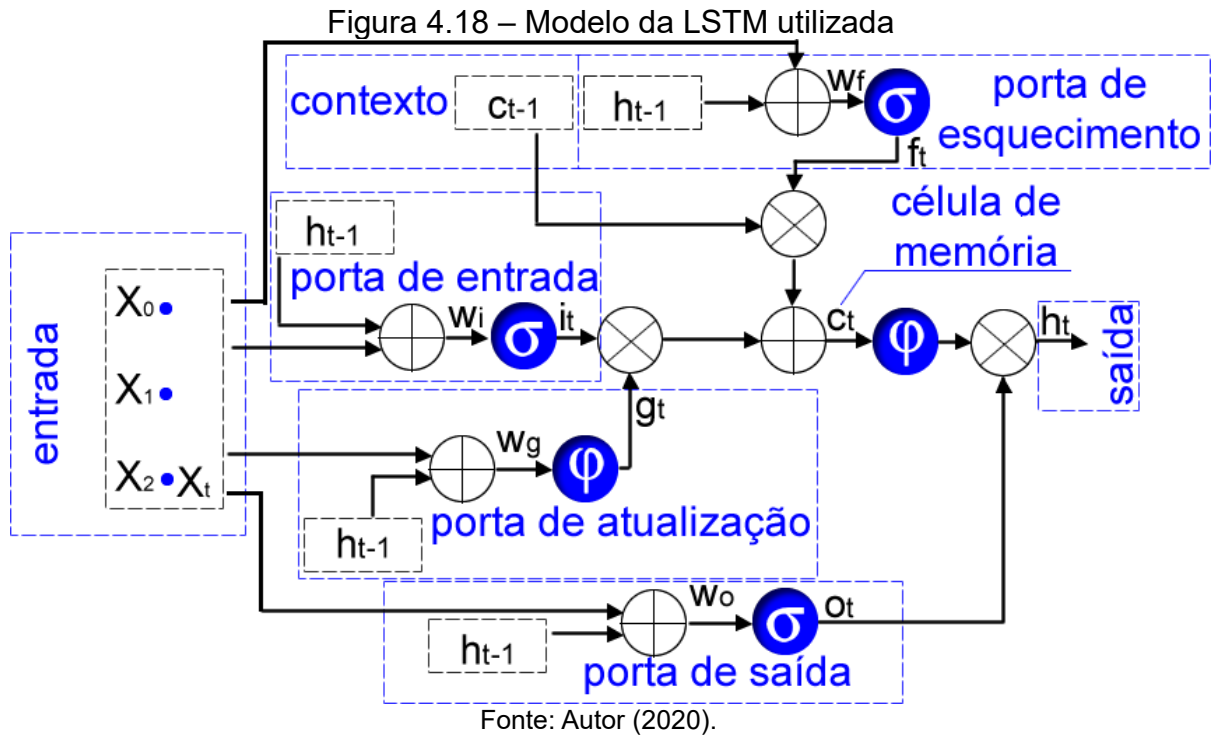 Figura 4.18 – Modelo da LSTM utilizada
contexto
ct-1
ht-1
wf
σ
porta de
esquecimento
ft
célula de
memória
ht-1
porta de entrada
wi
σ
it
ct
φ
ht
saída
entrada
X0
X1
X2
Xt
gt
wg
φ
ht-1
porta de atualização
wo
σ
ot
ht-1
porta de saída
Fonte: Autor (2020).